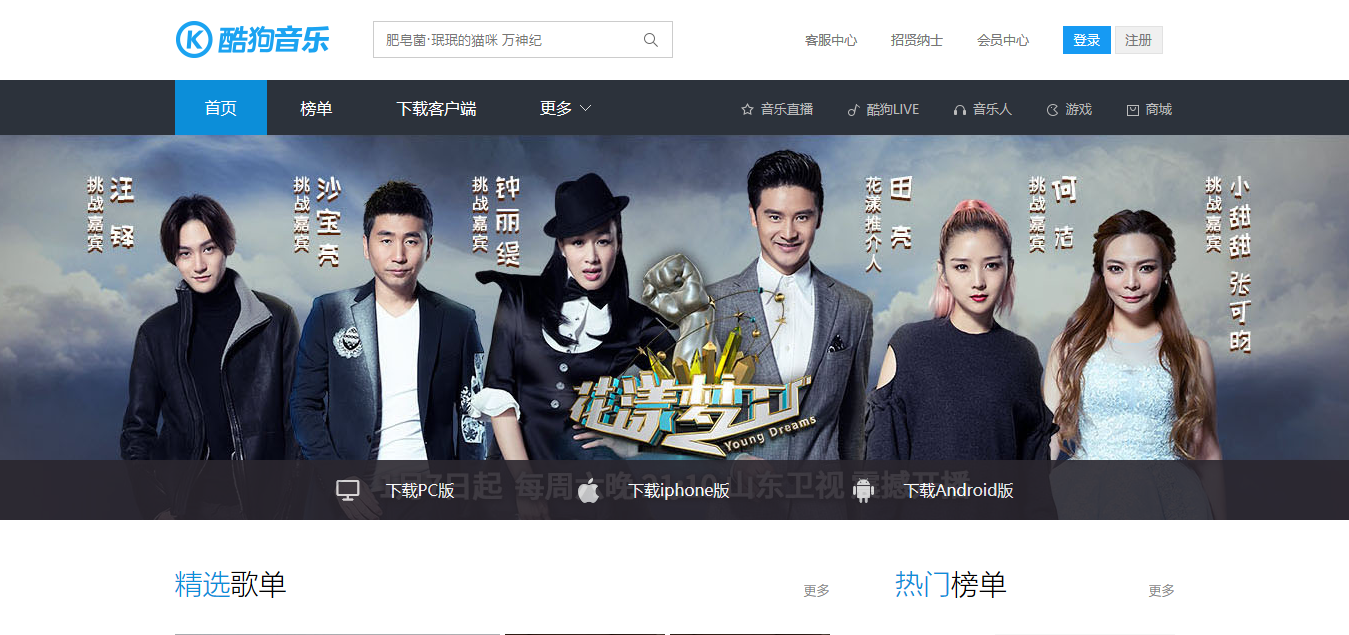 酷狗音乐
肥皂菌·珉珉的猫咪 万神纪
客服中心 招贤纳士 会员中心 登录 注册
首页 榜单 下载客户端 更多 音乐直播 酷狗LIVE 音乐人 游戏 商城
挑战嘉宾 汪铎
挑战嘉宾 沙宝亮
挑战嘉宾 钟丽缇
花漾推介人 田亮
挑战嘉宾 何洁
挑战嘉宾 小甜甜 张可昀
花漾梦工厂
Young Dreams
日起 每周六晚 21:10 山东卫视 震撼开播
下载PC版 下载iphone版 下载Android版
精选歌单 更多 热门榜单 更多